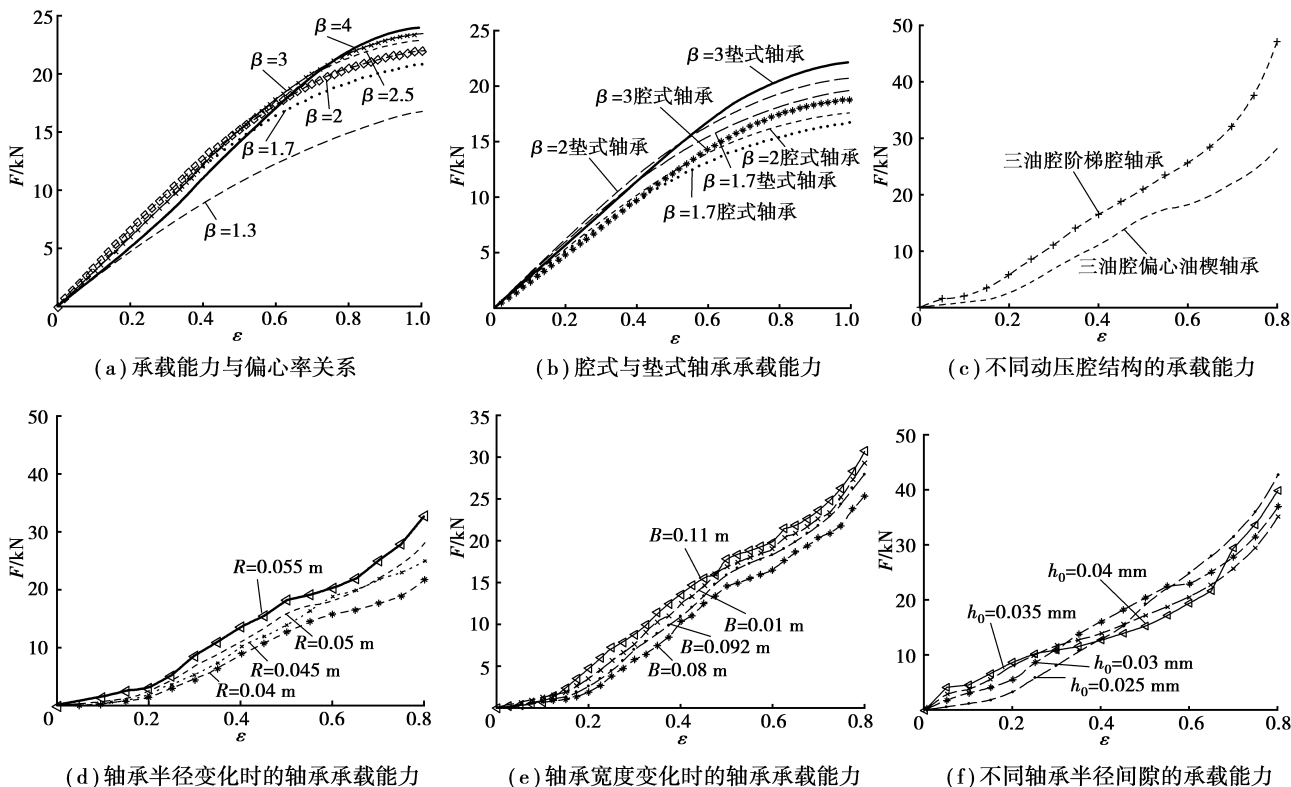 25
20
15
10
5
0
0.2
0.4
0.6
0.8
1.0
F/kN
ε
β=4
β=3
β=2.5
β=2
β=1.7
β=1.3
(a)承载能力与偏心率关系
25
20
15
10
5
0
0.2
0.4
0.6
0.8
1.0
F/kN
ε
β=3垫式轴承
β=3腔式轴承
β=2垫式轴承
β=2腔式轴承
β=1.7垫式轴承
β=1.7腔式轴承
(b)腔式与垫式轴承承载能力
50
40
30
20
10
0
0.2
0.4
0.6
0.8
F/kN
ε
三油腔阶梯腔轴承
三油腔偏心油楔轴承
(c)不同动压腔结构的承载能力
50
40
30
20
10
0
0.2
0.4
0.6
0.8
F/kN
ε
R=0.055 m
R=0.05 m
R=0.045 m
R=0.04 m
(d)轴承半径变化时的轴承承载能力
35
30
25
20
15
10
5
0
0.2
0.4
0.6
0.8
F/kN
ε
B=0.11 m
B=0.01 m
B=0.092 m
B=0.08 m
(e)轴承宽度变化时的轴承承载能力
50
40
30
20
10
0
0.2
0.4
0.6
0.8
F/kN
ε
h₀=0.04 mm
h₀=0.035 mm
h₀=0.03 mm
h₀=0.025 mm
(f)不同轴承半径间隙的承载能力